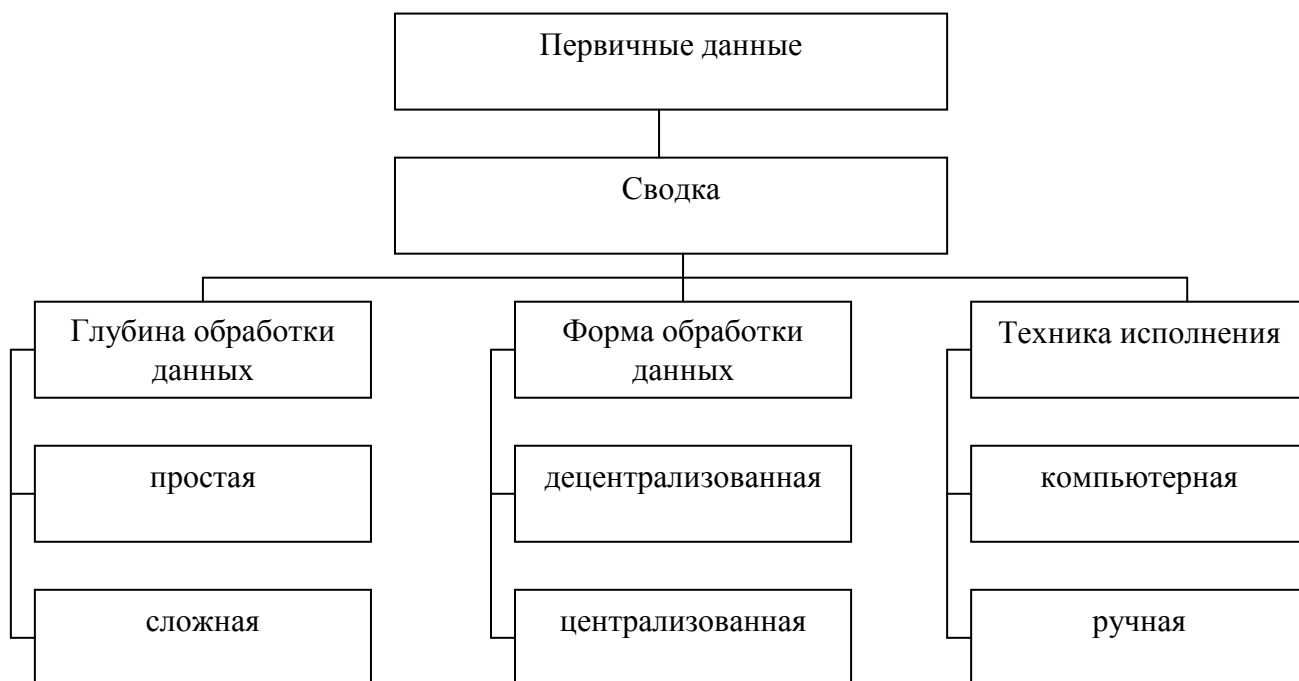 Первичные данные
Сводка
Глубина обработки
данных
Форма обработки
данных
Техника исполнения
простая
децентрализованная
компьютерная
сложная
централизованная
ручная